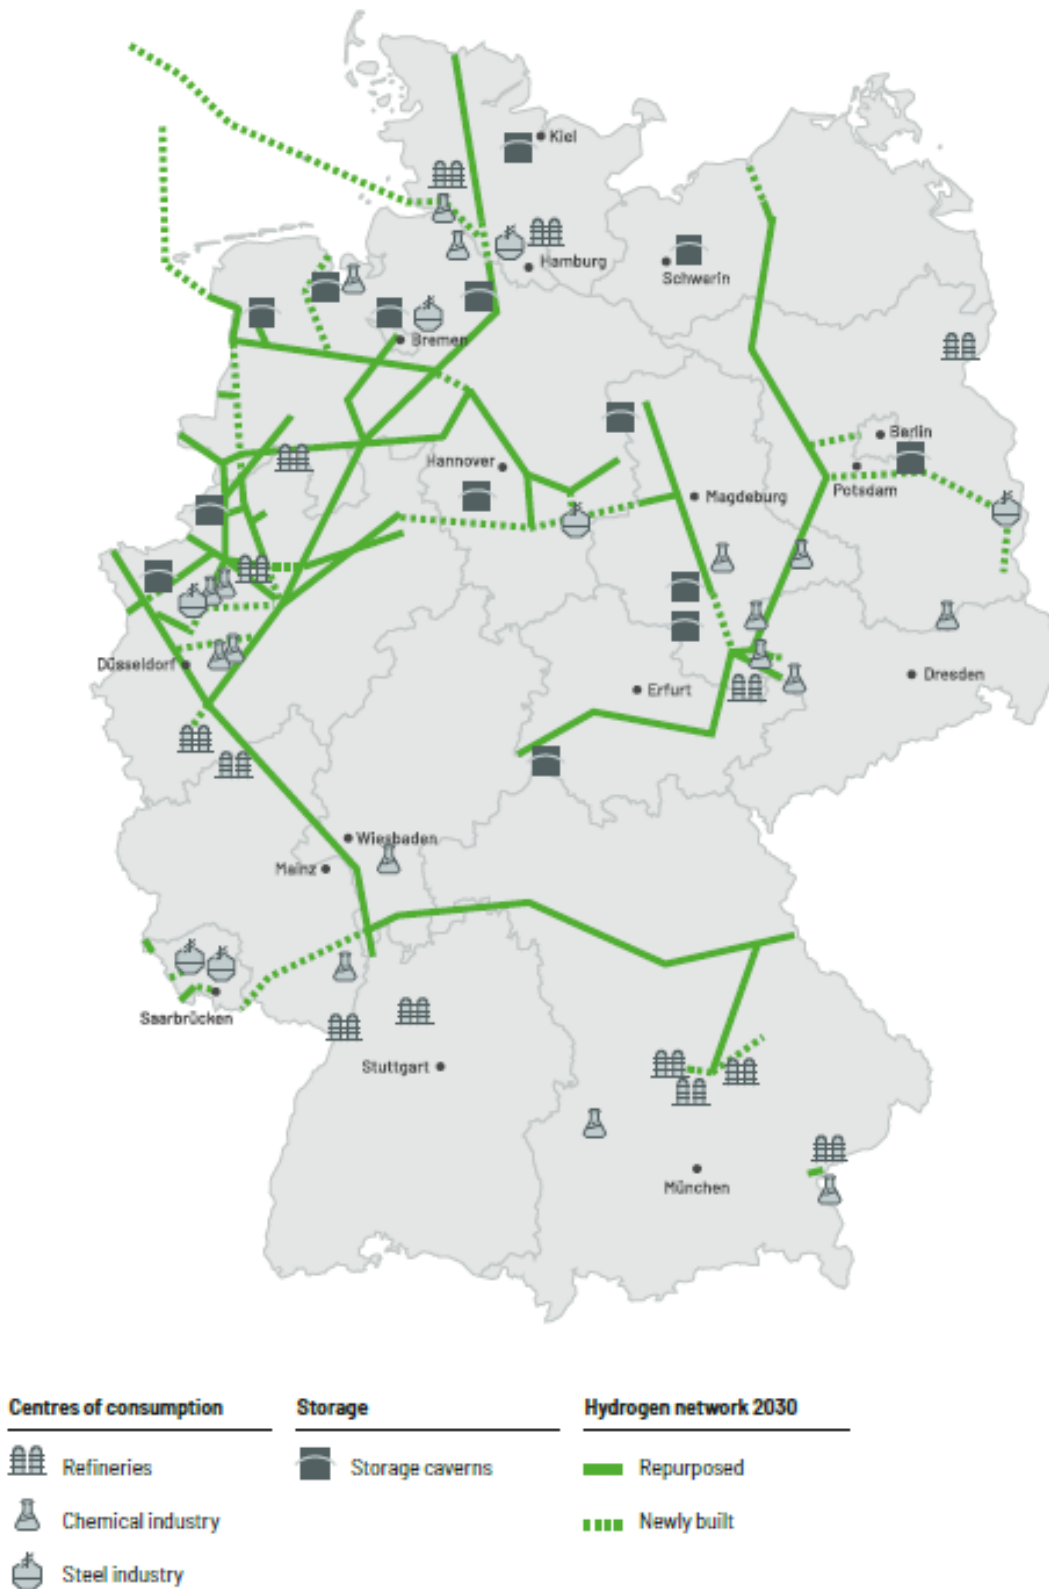 Kiel
Hamburg
Schwerin
Bremen
Berlin
Hannover
Potsdam
Magdeburg
Düsseldorf
Erfurt
Dresden
Wiesbaden
Mainz
Saarbrücken
Stuttgart
München
Centres of consumption
Refineries
Chemical industry
Steel industry
Storage
Storage caverns
Hydrogen network 2030
Repurposed
Newly built